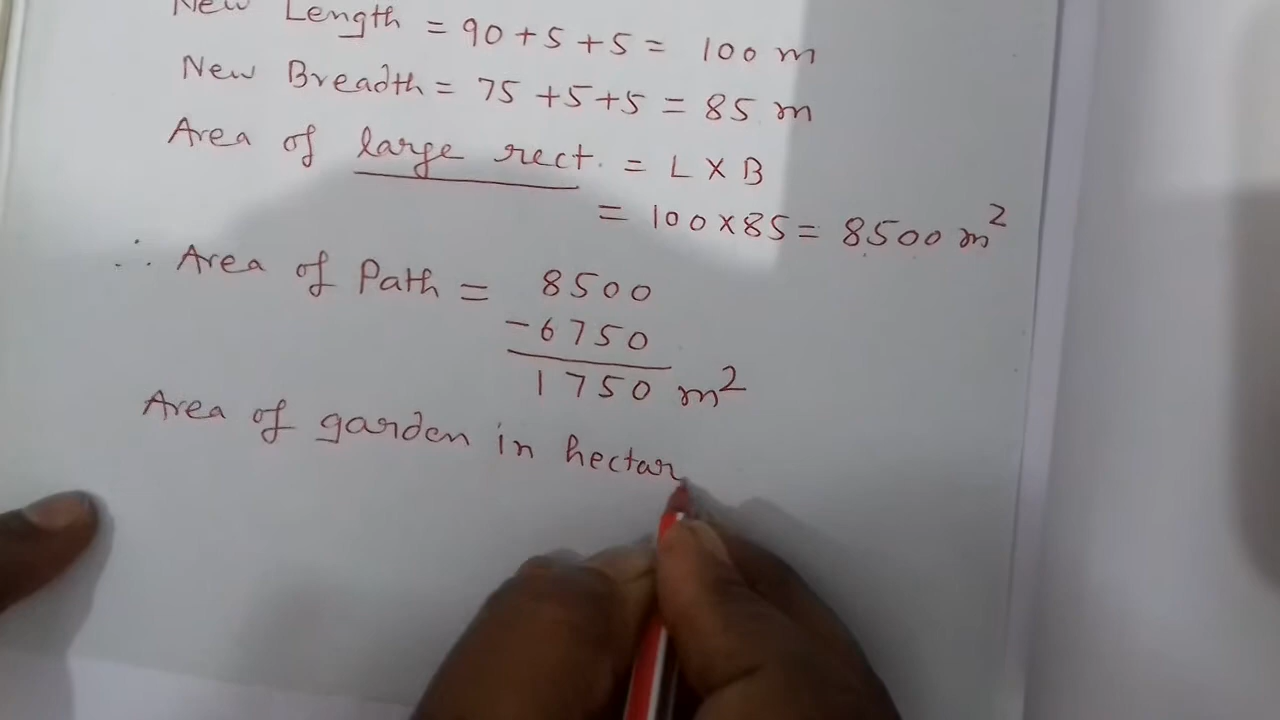 New Length = 90 + 5 + 5 = 100 m
New Breadth = 75 + 5 + 5 = 85 m
Area of large rect. = L X B
= 100 x 85 = 8500 m²
∴ Area of Path = 8500
- 6750
1750 m²
Area of garden in hectar